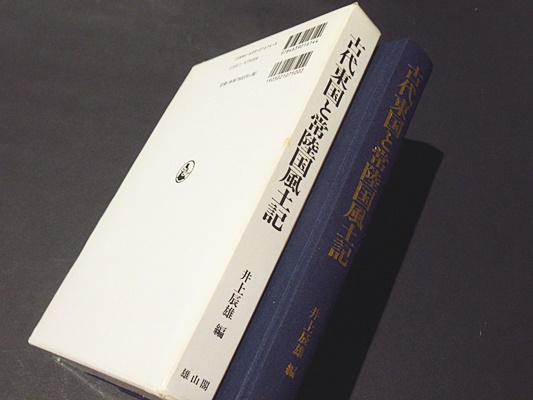 古代東国と常陸国風土記
井上辰雄 編
雄山閣
古代東国と常陸国風土記
井上辰雄 編